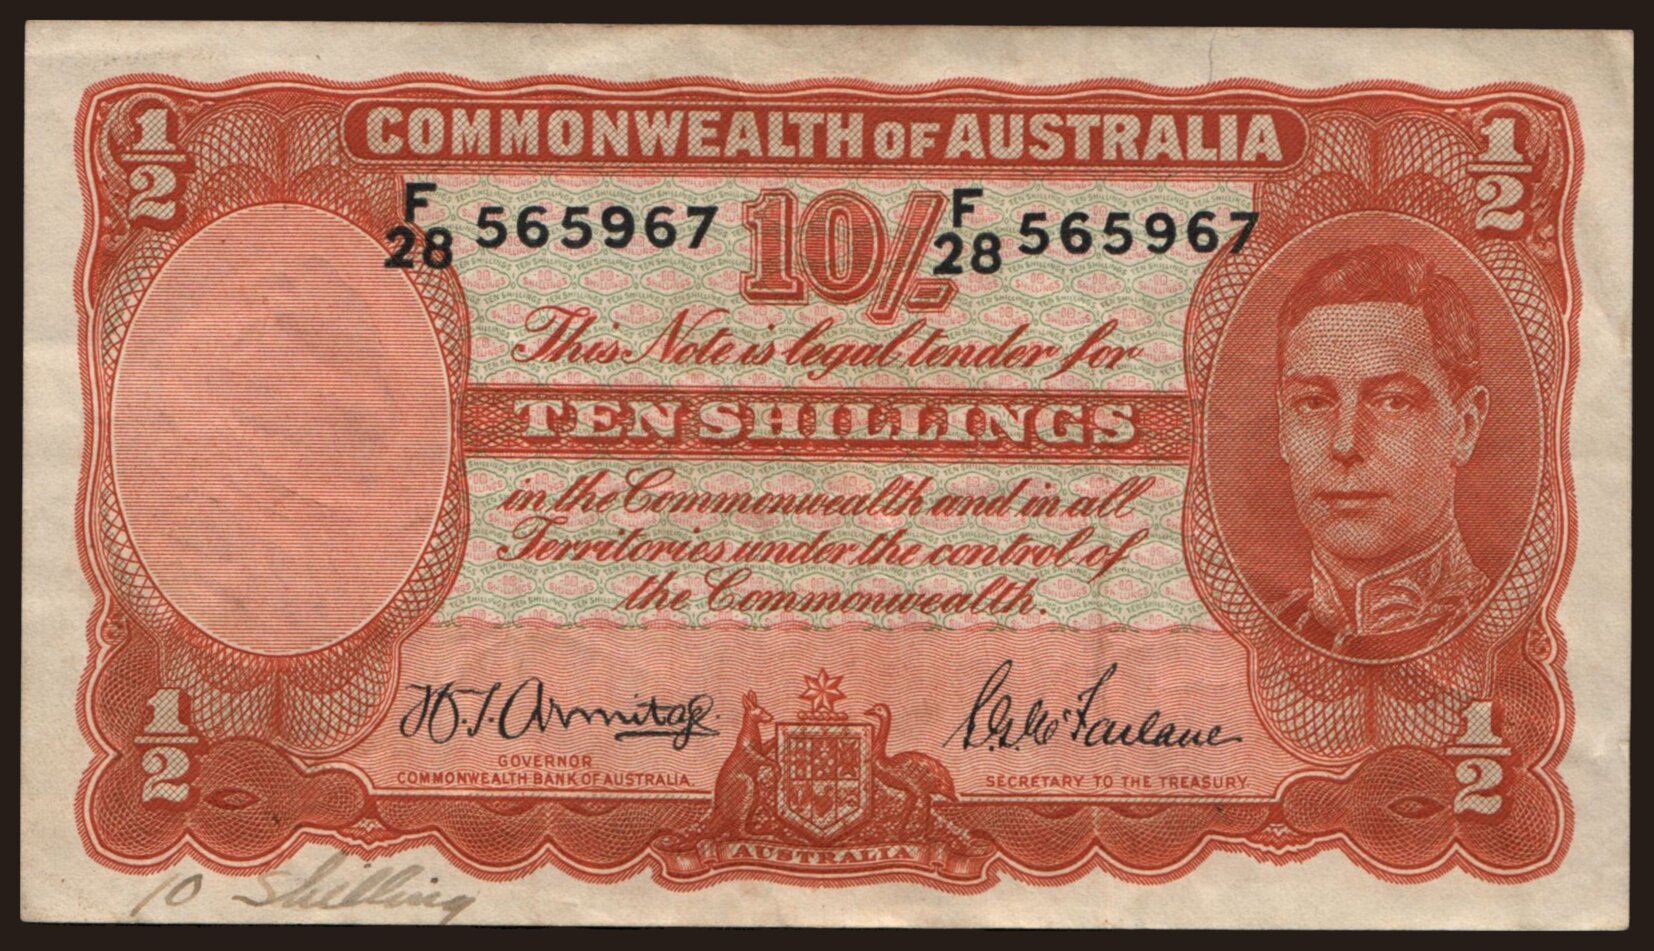 COMMONWEALTH OF AUSTRALIA
1/2
1/2
F/28 565967
10/-
F/28 565967
This Note is legal tender for
TEN SHILLINGS
in the Commonwealth and in all
Territories under the control of
the Commonwealth.
H.T. Armitage.
GOVERNOR
COMMONWEALTH BANK OF AUSTRALIA.
S.G. McFarlane
SECRETARY TO THE TREASURY
1/2
1/2
AUSTRALIA
10 Shilling